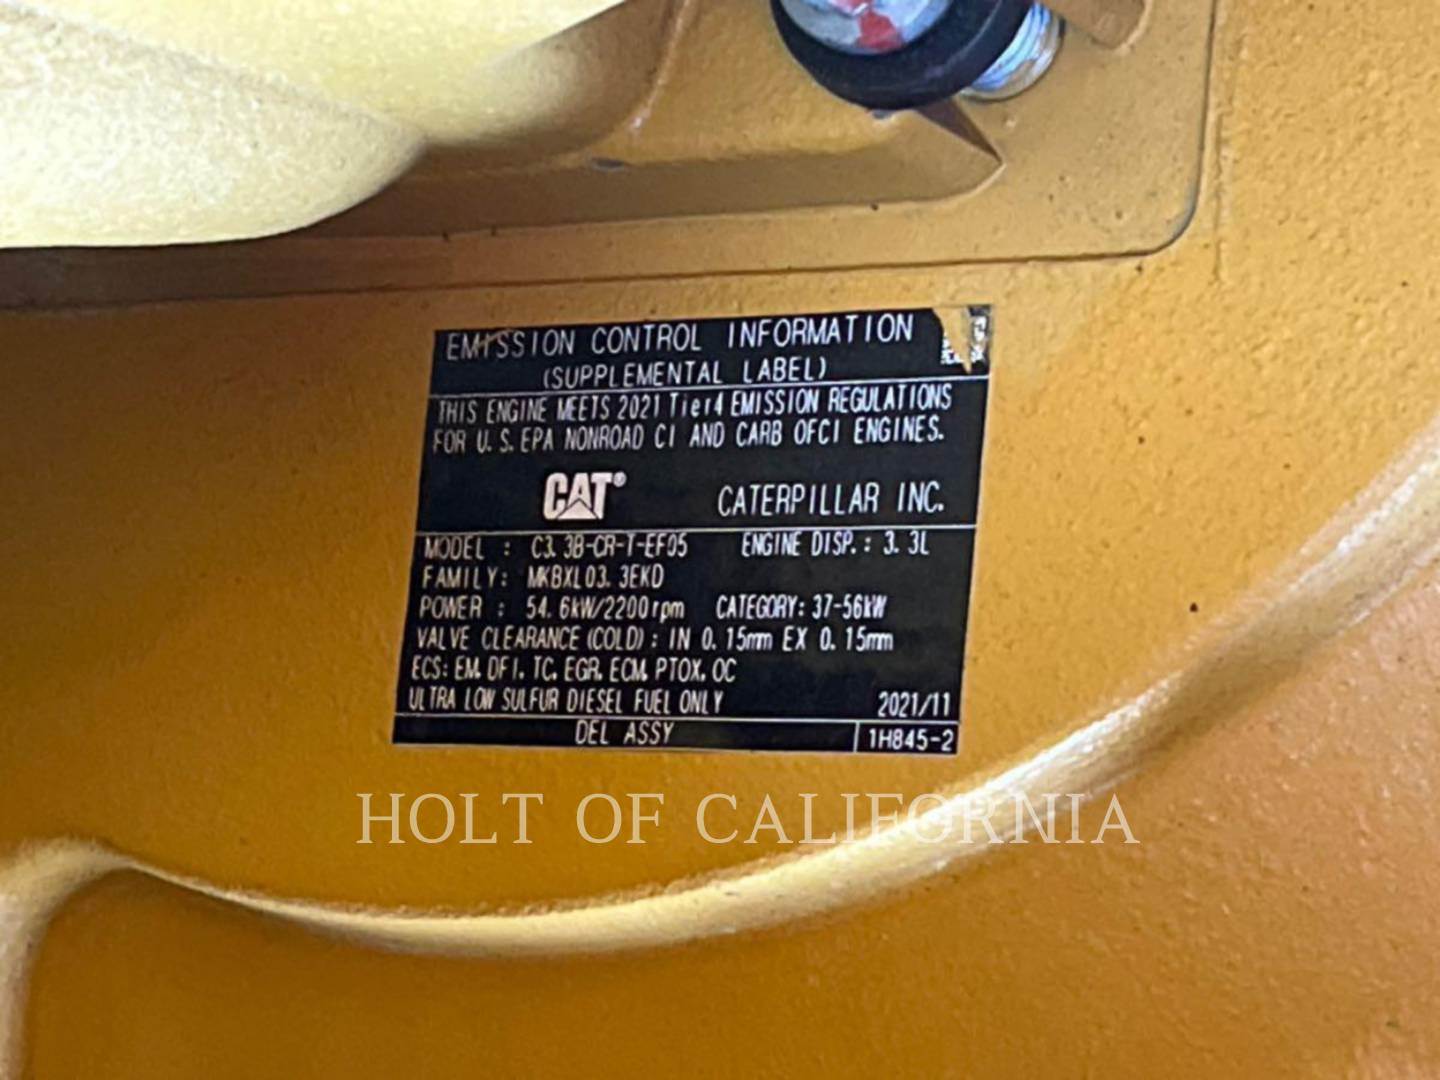 EMISSION CONTROL INFORMATION
(SUPPLEMENTAL LABEL)
THIS ENGINE MEETS 2021 Tier4 EMISSION REGULATIONS
FOR U.S. EPA NONROAD CI AND CARB OFCI ENGINES.
CAT® CATERPILLAR INC.
MODEL : C3.3B-CR-T-EF05 ENGINE DISP.: 3.3L
FAMILY: MKBXL03.3EKD
POWER : 54.6kW/2200rpm CATEGORY: 37-56kW
VALVE CLEARANCE (COLD): IN 0.15mm EX 0.15mm
ECS: EM, DFI, TC, EGR, ECM, PTOX, OC
ULTRA LOW SULFUR DIESEL FUEL ONLY 2021/11
DEL ASSY 1H845-2
HOLT OF CALIFORNIA